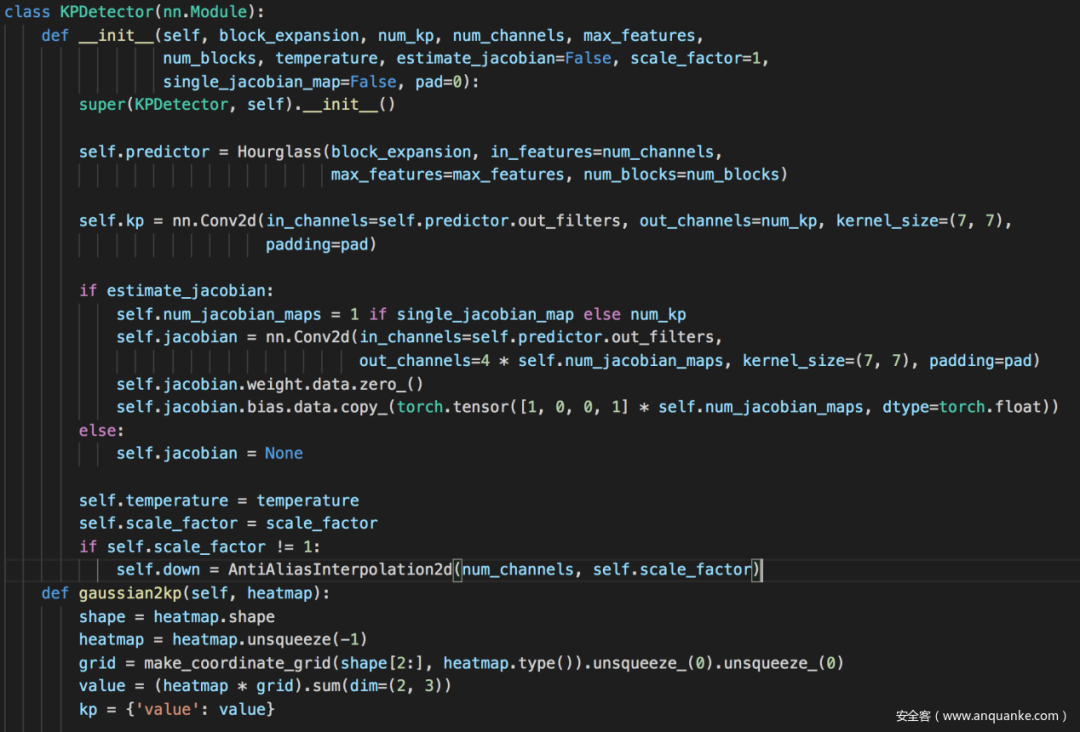 class KPDetector(nn.Module):
    def __init__(self, block_expansion, num_kp, num_channels, max_features,
                 num_blocks, temperature, estimate_jacobian=False, scale_factor=1,
                 single_jacobian_map=False, pad=0):
        super(KPDetector, self).__init__()
        self.predictor = Hourglass(block_expansion, in_features=num_channels,
                                   max_features=max_features, num_blocks=num_blocks)
        self.kp = nn.Conv2d(in_channels=self.predictor.out_filters, out_channels=num_kp, kernel_size=(7, 7),
                            padding=pad)
        if estimate_jacobian:
            self.num_jacobian_maps = 1 if single_jacobian_map else num_kp
            self.jacobian = nn.Conv2d(in_channels=self.predictor.out_filters,
                                      out_channels=4 * self.num_jacobian_maps, kernel_size=(7, 7), padding=pad)
            self.jacobian.weight.data.zero_()
            self.jacobian.bias.data.copy_(torch.tensor([1, 0, 0, 1] * self.num_jacobian_maps, dtype=torch.float))
        else:
            self.jacobian = None
        self.temperature = temperature
        self.scale_factor = scale_factor
        if self.scale_factor != 1:
            self.down = AntiAliasInterpolation2d(num_channels, self.scale_factor)
    def gaussian2kp(self, heatmap):
        shape = heatmap.shape
        heatmap = heatmap.unsqueeze(-1)
        grid = make_coordinate_grid(shape[2:], heatmap.type()).unsqueeze_(0).unsqueeze_(0)
        value = (heatmap * grid).sum(dim=(2, 3))
        kp = {'value': value}
安全客（www.anquanke.com）